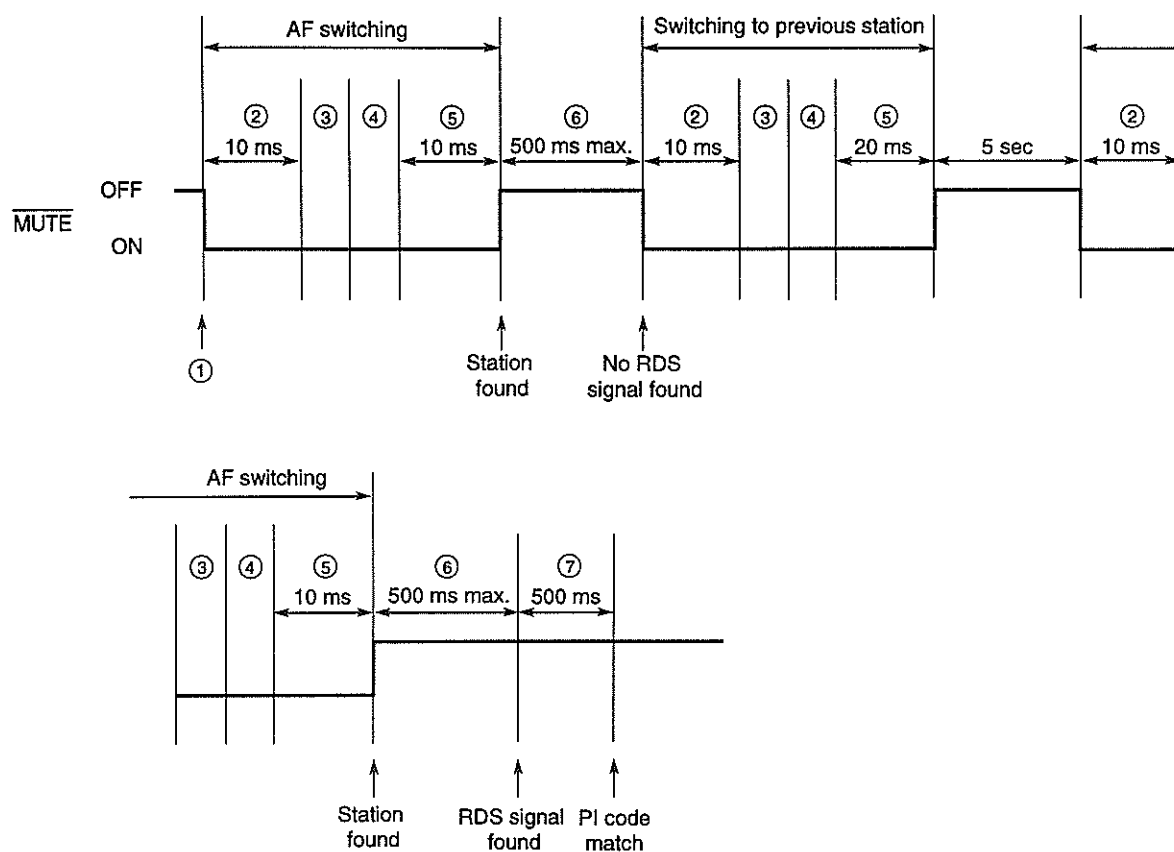 AF switching
Switching to previous station
② ③ ④ ⑤ ⑥ ② ③ ④ ⑤ ②
10 ms 10 ms 500 ms max. 10 ms 20 ms 5 sec 10 ms
OFF
MUTE
ON
①
Station
found
No RDS
signal found
AF switching
③ ④ ⑤ ⑥ ⑦
10 ms 500 ms max. 500 ms
Station
found
RDS signal
found
PI code
match